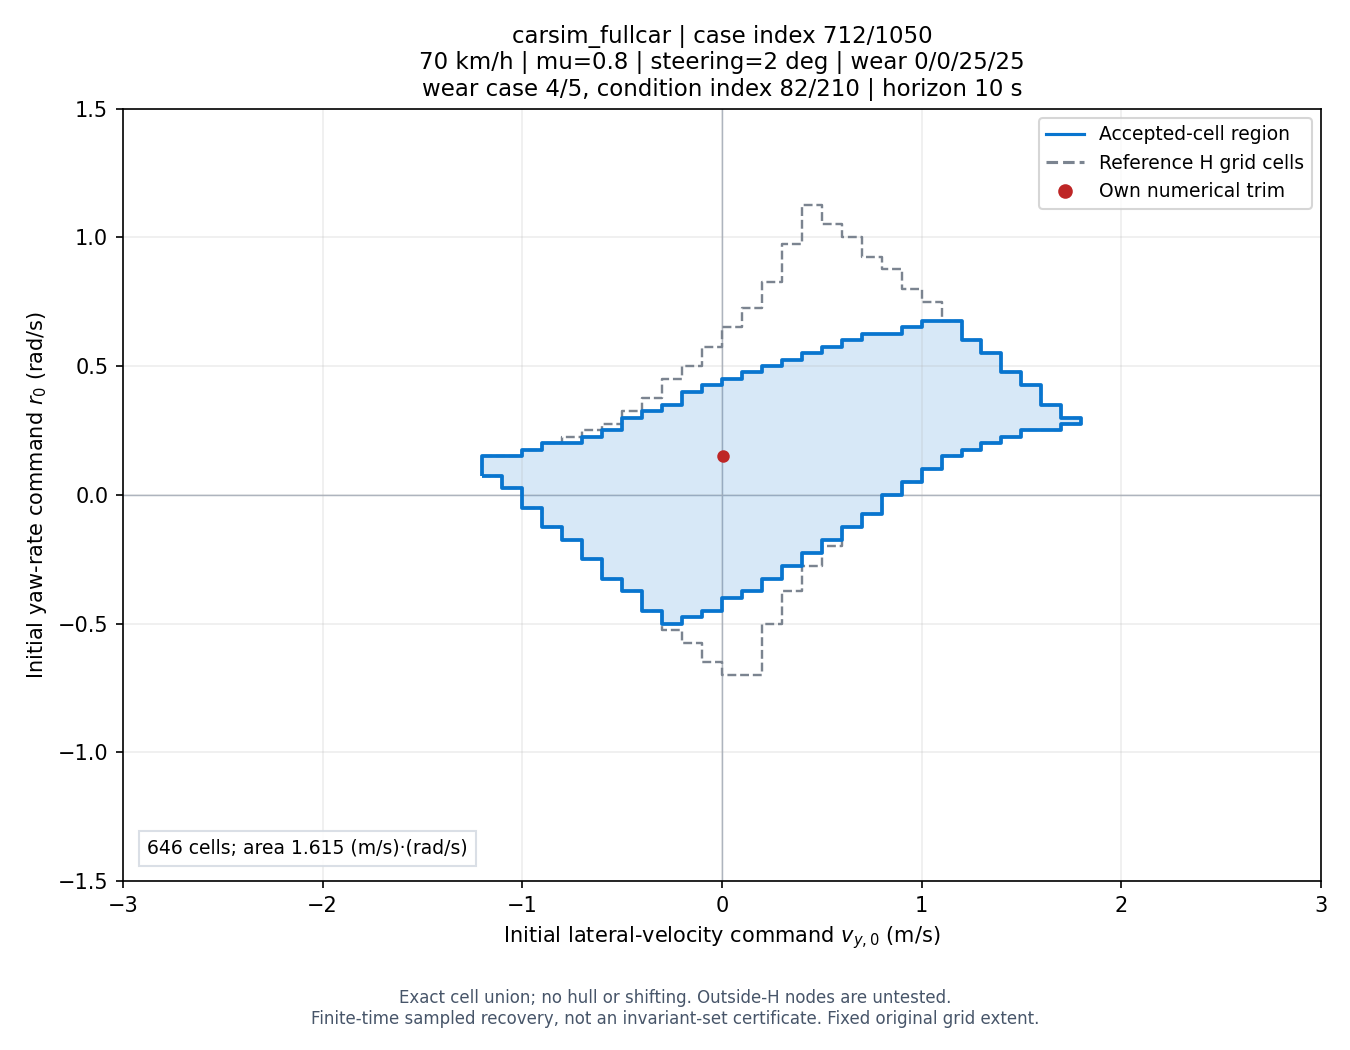 carsim_fullcar | case index 712/1050
70 km/h | mu=0.8 | steering=2 deg | wear 0/0/25/25
wear case 4/5, condition index 82/210 | horizon 10 s
Accepted-cell region
Reference H grid cells
Own numerical trim
1.5
1.0
0.5
0.0
−0.5
−1.0
−1.5
Initial yaw-rate command r₀ (rad/s)
646 cells; area 1.615 (m/s)·(rad/s)
−3
−2
−1
0
1
2
3
Initial lateral-velocity command v_{y,0} (m/s)
Exact cell union; no hull or shifting. Outside-H nodes are untested.
Finite-time sampled recovery, not an invariant-set certificate. Fixed original grid extent.